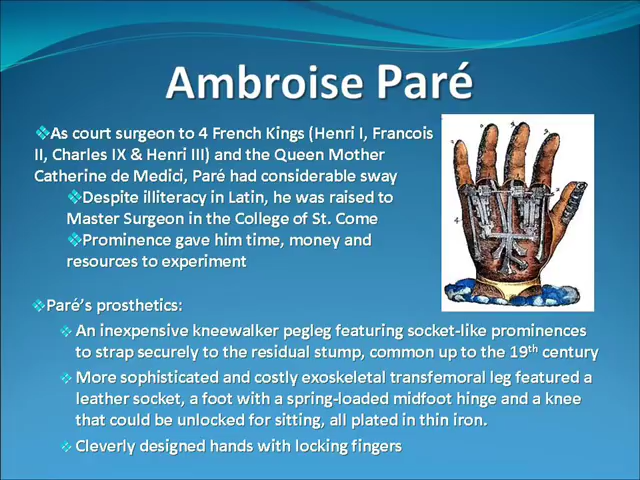 Ambroise Paré
As court surgeon to 4 French Kings (Henri I, Francois
II, Charles IX & Henri III) and the Queen Mother
Catherine de Medici, Paré had considerable sway
Despite illiteracy in Latin, he was raised to
Master Surgeon in the College of St. Come
Prominence gave him time, money and
resources to experiment
Paré's prosthetics:
An inexpensive kneewalker pegleg featuring socket-like prominences
to strap securely to the residual stump, common up to the 19th century
More sophisticated and costly exoskeletal transfemoral leg featured a
leather socket, a foot with a spring-loaded midfoot hinge and a knee
that could be unlocked for sitting, all plated in thin iron.
Cleverly designed hands with locking fingers